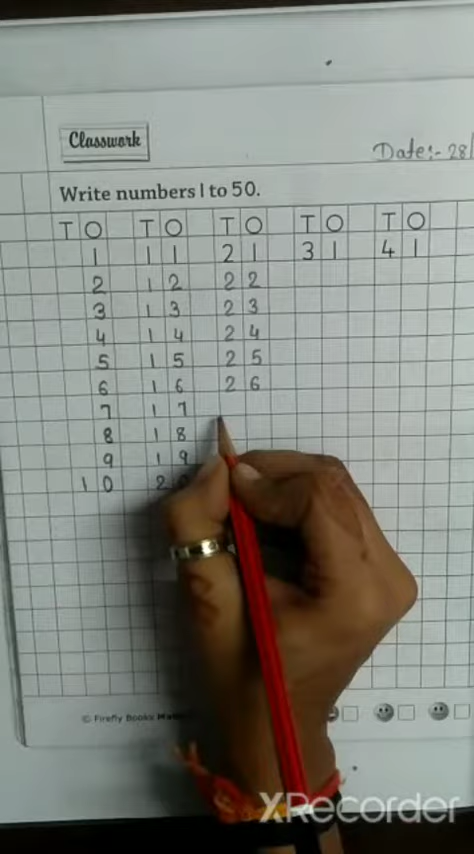 Classwork
Date:- 28/
Write numbers 1 to 50.
T O T O T O T O T O
1 1 1 2 1 3 1 4 1
2 1 2 2 2
3 1 3 2 3
4 1 4 2 4
5 1 5 2 5
6 1 6 2 6
7 1 7
8 1 8
9 1 9
1 0 2 0
© Firefly Books
XRecorder